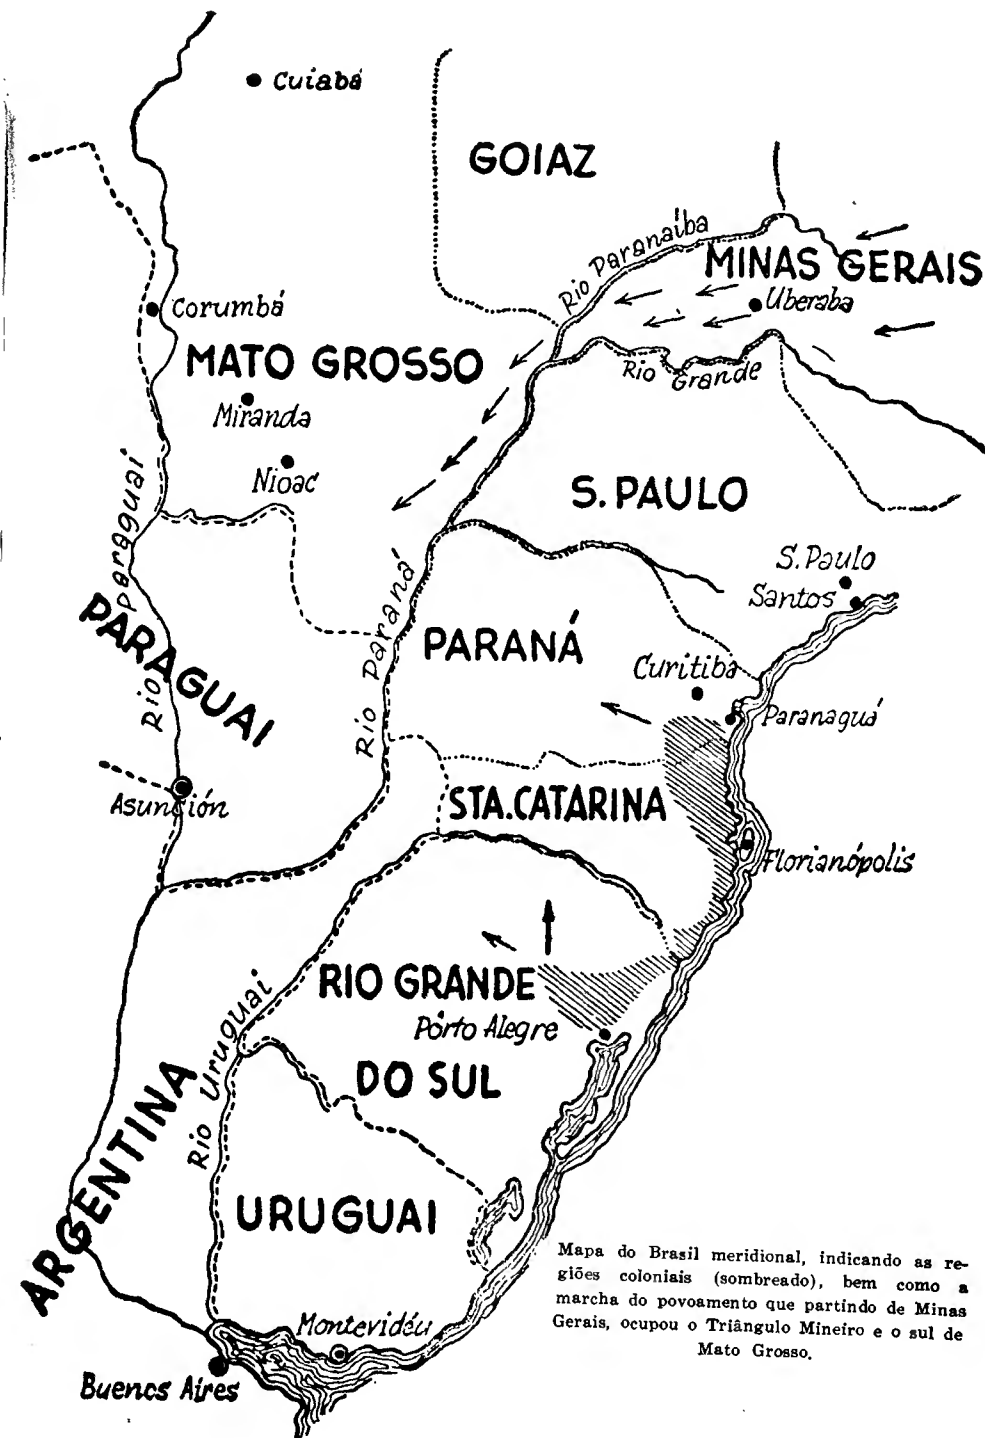 Cuiabá
GOIAZ
Rio Paranaíba
MINAS GERAIS
Uberaba
Corumbá
MATO GROSSO
Rio Grande
Miranda
Nioac
S. PAULO
Rio Paraguai
S. Paulo
Santos
PARAGUAI
Rio Paraná
PARANÁ
Curitiba
Paranaguá
Asunción
STA. CATARINA
Florianópolis
RIO GRANDE
DO SUL
Pôrto Alegre
Rio Uruguai
ARGENTINA
URUGUAI
Montevidéu
Buenos Aires
Mapa do Brasil meridional, indicando as re-
giões coloniais (sombreado), bem como a
marcha do povoamento que partindo de Minas
Gerais, ocupou o Triângulo Mineiro e o sul de
Mato Grosso.